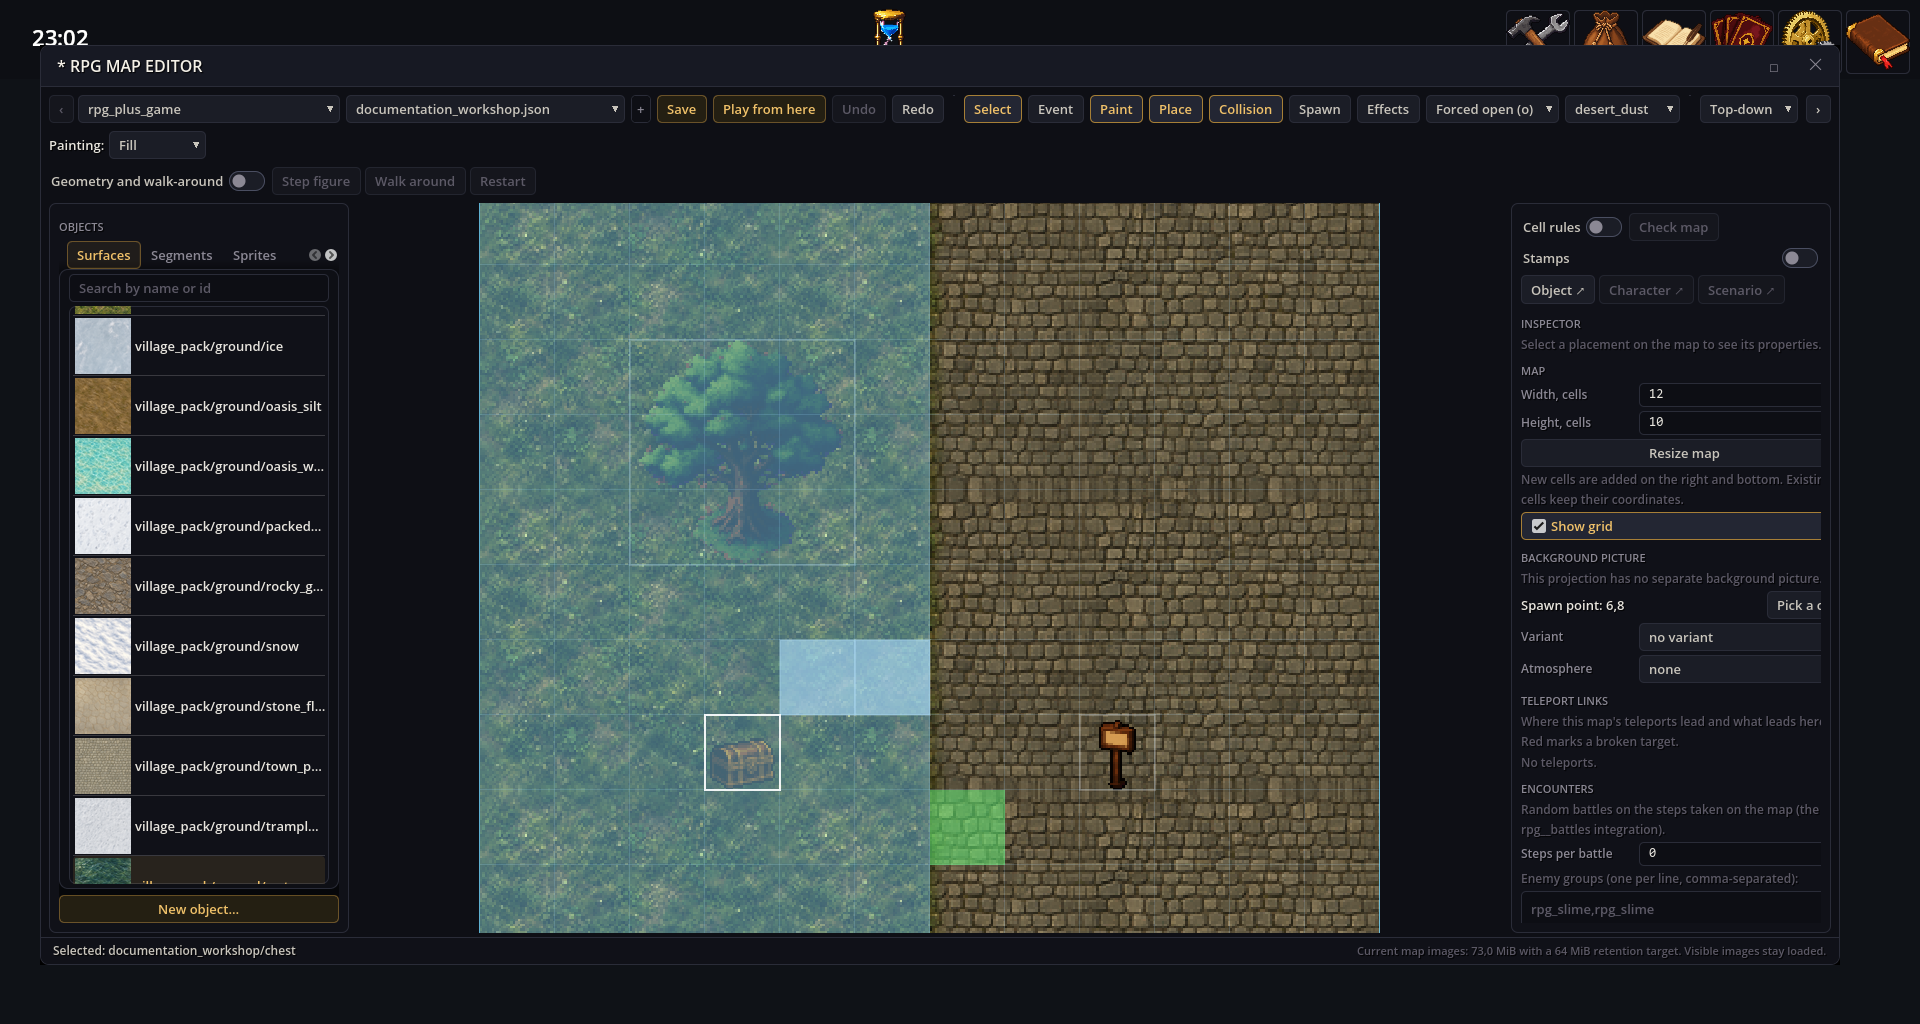 23:02
* RPG MAP EDITOR
rpg_plus_game
documentation_workshop.json
+
Save
Play from here
Undo
Redo
Select
Event
Paint
Place
Collision
Spawn
Effects
Forced open (o)
desert_dust
Top-down
Painting:
Fill
Geometry and walk-around
Step figure
Walk around
Restart
OBJECTS
Surfaces
Segments
Sprites
Search by name or id
village_pack/ground/ice
village_pack/ground/oasis_silt
village_pack/ground/oasis_w...
village_pack/ground/packed...
village_pack/ground/rocky_g...
village_pack/ground/snow
village_pack/ground/stone_fl...
village_pack/ground/town_p...
village_pack/ground/trampl...
New object...
Cell rules
Check map
Stamps
Object ↗
Character ↗
Scenario ↗
INSPECTOR
Select a placement on the map to see its properties.
MAP
Width, cells
12
Height, cells
10
Resize map
New cells are added on the right and bottom. Existin
cells keep their coordinates.
Show grid
BACKGROUND PICTURE
This projection has no separate background picture.
Spawn point: 6,8
Pick a c
Variant
no variant
Atmosphere
none
TELEPORT LINKS
Where this map's teleports lead and what leads here
Red marks a broken target.
No teleports.
ENCOUNTERS
Random battles on the steps taken on the map (the
rpg__battles integration).
Steps per battle
0
Enemy groups (one per line, comma-separated):
rpg_slime,rpg_slime
Selected: documentation_workshop/chest
Current map images: 73,0 MiB with a 64 MiB retention target. Visible images stay loaded.